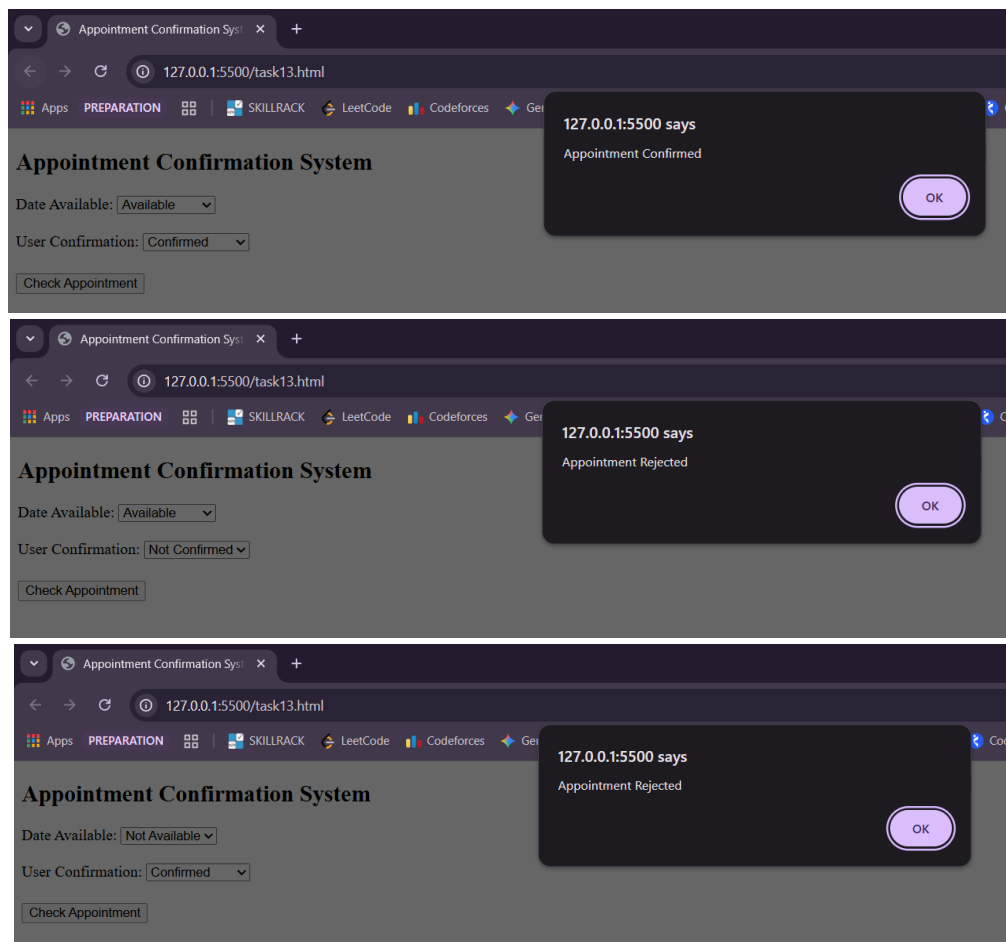 Appointment Confirmation Syst
127.0.0.1:5500/task13.html
Apps PREPARATION SKILLRACK LeetCode Codeforces Ge
127.0.0.1:5500 says
Appointment Confirmed
OK
Appointment Confirmation System
Date Available: Available
User Confirmation: Confirmed
Check Appointment
Appointment Confirmation Syst
127.0.0.1:5500/task13.html
Apps PREPARATION SKILLRACK LeetCode Codeforces Ge
127.0.0.1:5500 says
Appointment Rejected
OK
Appointment Confirmation System
Date Available: Available
User Confirmation: Not Confirmed
Check Appointment
Appointment Confirmation Syst
127.0.0.1:5500/task13.html
Apps PREPARATION SKILLRACK LeetCode Codeforces Ge Co
127.0.0.1:5500 says
Appointment Rejected
OK
Appointment Confirmation System
Date Available: Not Available
User Confirmation: Confirmed
Check Appointment